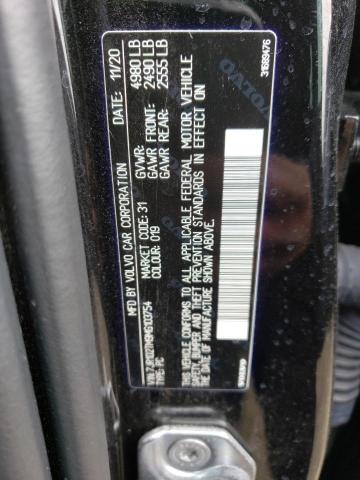 MFD BY VOLVO CAR CORPORATION DATE: 11/20
GVWR: 4980 LB
MARKET CODE: 31 GAWR FRONT: 2490 LB
COLOUR: 019 GAWR REAR: 2555 LB
TYPE: PC
THIS VEHICLE CONFORMS TO ALL APPLICABLE FEDERAL MOTOR VEHICLE
SAFETY, BUMPER AND THEFT PREVENTION STANDARDS IN EFFECT ON
THE DATE OF MANUFACTURE SHOWN ABOVE.
31689476
VOLVO
VOLVO